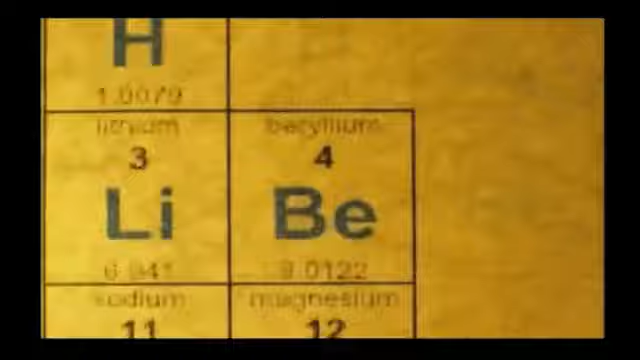 H
1.0079
lithium beryllium
3 4
Li Be
6.941 9.0122
sodium magnesium
11 12